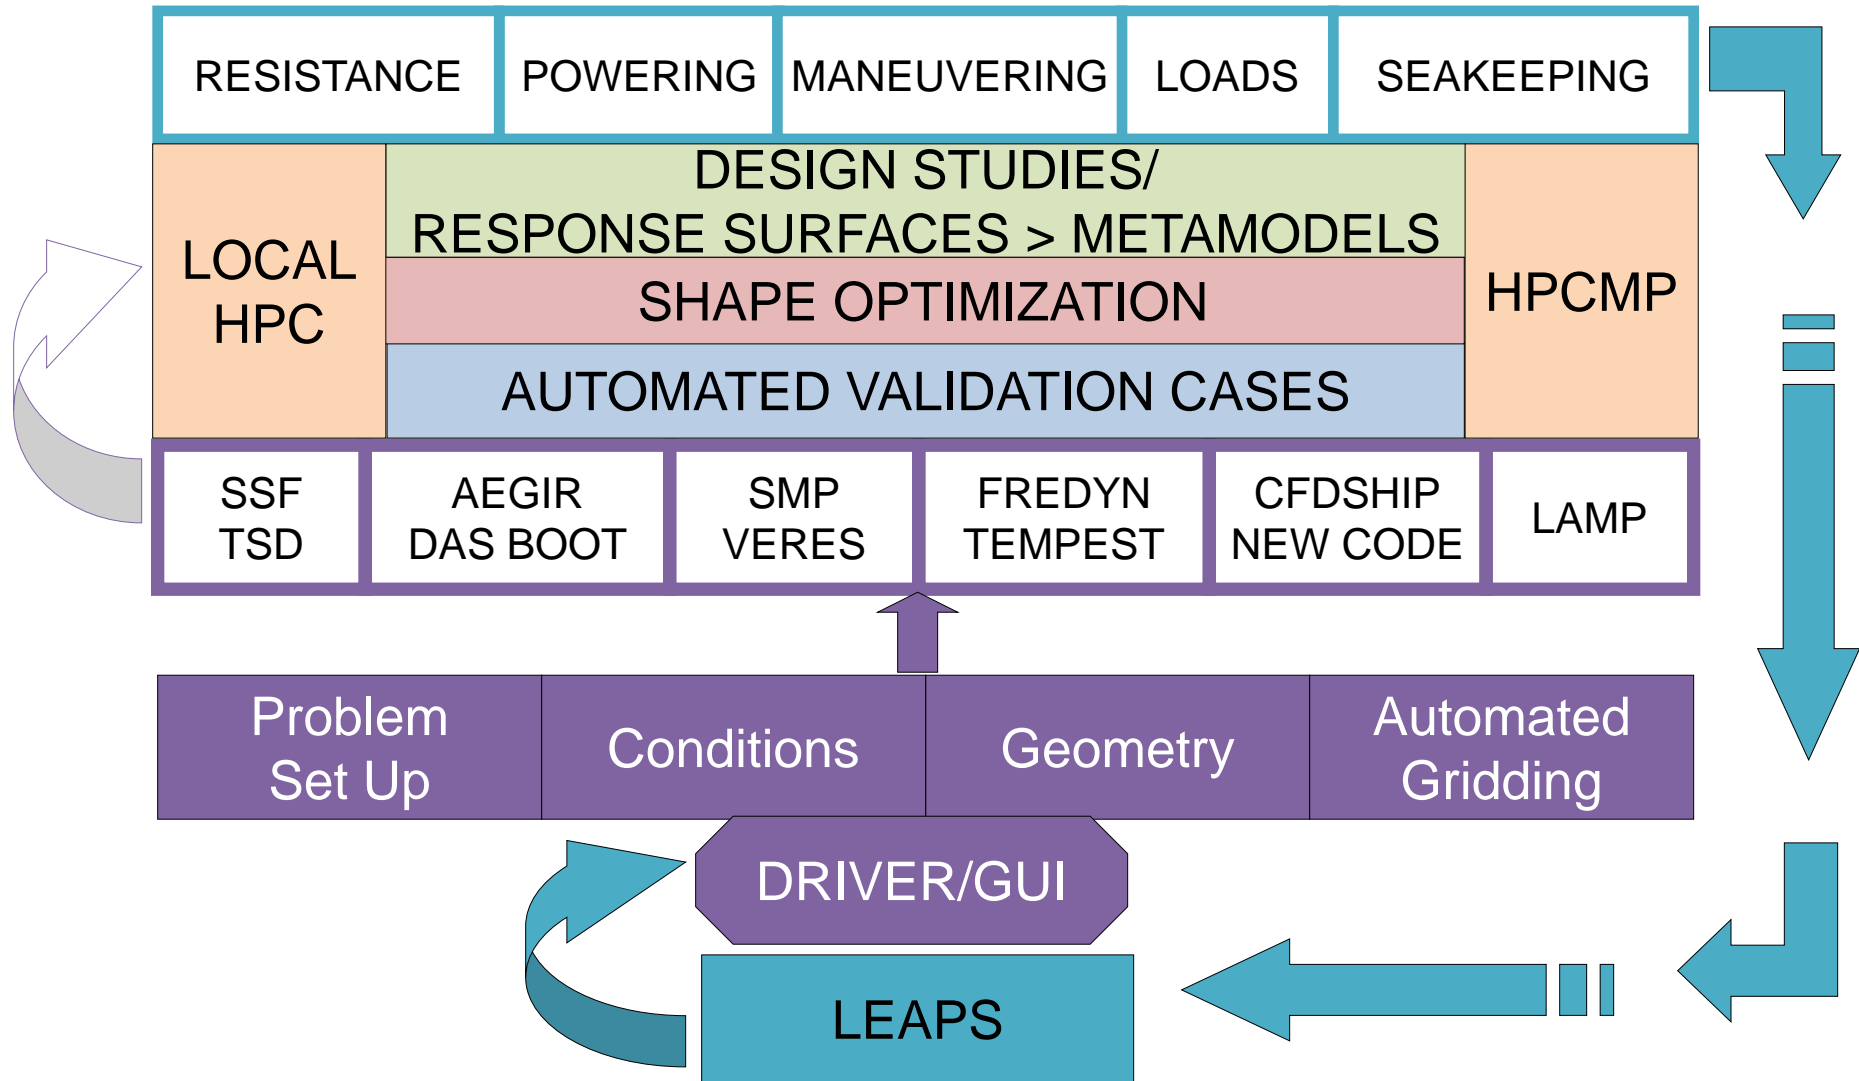 RESISTANCE
POWERING
MANEUVERING
LOADS
SEAKEEPING
LOCAL
HPC
DESIGN STUDIES/
RESPONSE SURFACES > METAMODELS
SHAPE OPTIMIZATION
AUTOMATED VALIDATION CASES
HPCMP
SSF
TSD
AEGIR
DAS BOOT
SMP
VERES
FREDYN
TEMPEST
CFDSHIP
NEW CODE
LAMP
Problem
Set Up
Conditions
Geometry
Automated
Gridding
DRIVER/GUI
LEAPS